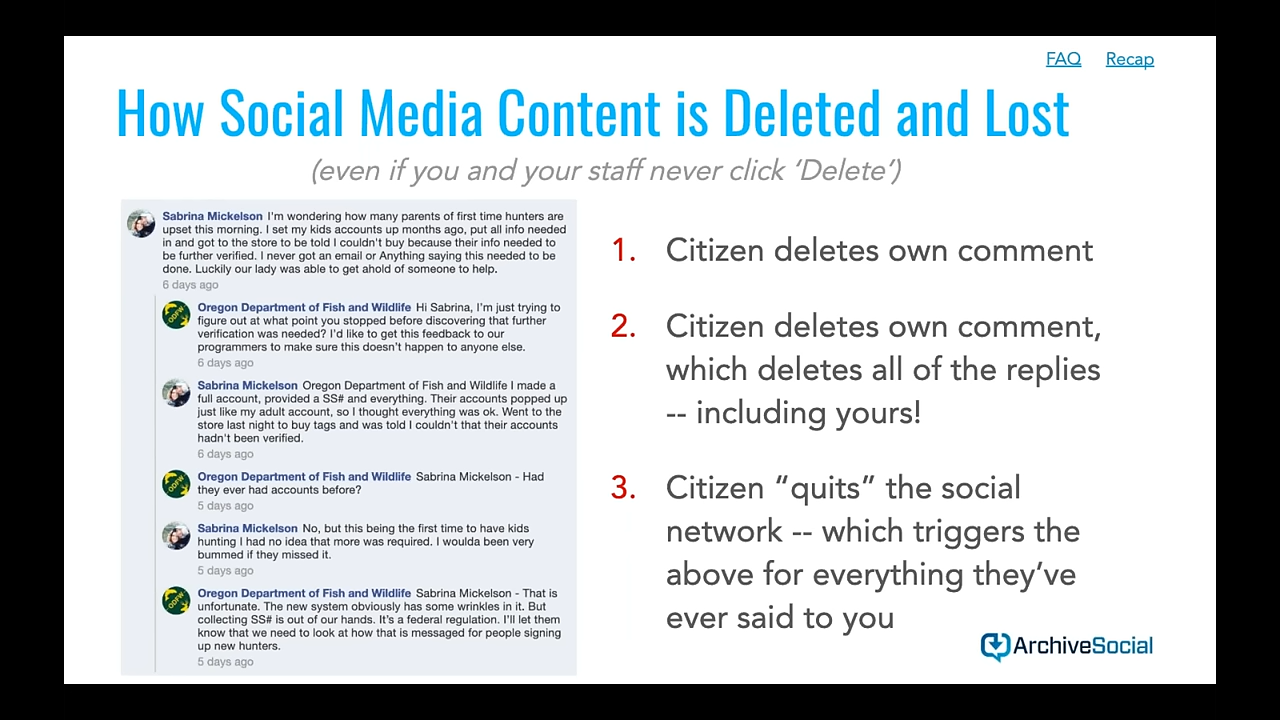 FAQ Recap
How Social Media Content is Deleted and Lost
(even if you and your staff never click ‘Delete’)
Sabrina Mickelson I'm wondering how many parents of first time hunters are
upset this morning. I set my kids accounts up months ago, put all info needed
in and got to the store to be told I couldn't buy because their info needed to
be further verified. I never got an email or Anything saying this needed to be
done. Luckily our lady was able to get ahold of someone to help.
6 days ago
ODFW
Oregon Department of Fish and Wildlife Hi Sabrina, I'm just trying to
figure out at what point you stopped before discovering that further
verification was needed? I'd like to get this feedback to our
programmers to make sure this doesn't happen to anyone else.
6 days ago
Sabrina Mickelson Oregon Department of Fish and Wildlife I made a
full account, provided a SS# and everything. Their accounts popped up
just like my adult account, so I thought everything was ok. Went to the
store last night to buy tags and was told I couldn't that their accounts
hadn't been verified.
6 days ago
ODFW
Oregon Department of Fish and Wildlife Sabrina Mickelson - Had
they ever had accounts before?
5 days ago
Sabrina Mickelson No, but this being the first time to have kids
hunting I had no idea that more was required. I woulda been very
bummed if they missed it.
5 days ago
ODFW
Oregon Department of Fish and Wildlife Sabrina Mickelson - That is
unfortunate. The new system obviously has some wrinkles in it. But
collecting SS# is out of our hands. It's a federal regulation. I'll let them
know that we need to look at how that is messaged for people signing
up new hunters.
5 days ago
1. Citizen deletes own comment
2. Citizen deletes own comment,
which deletes all of the replies
-- including yours!
3. Citizen “quits” the social
network -- which triggers the
above for everything they’ve
ever said to you
ArchiveSocial